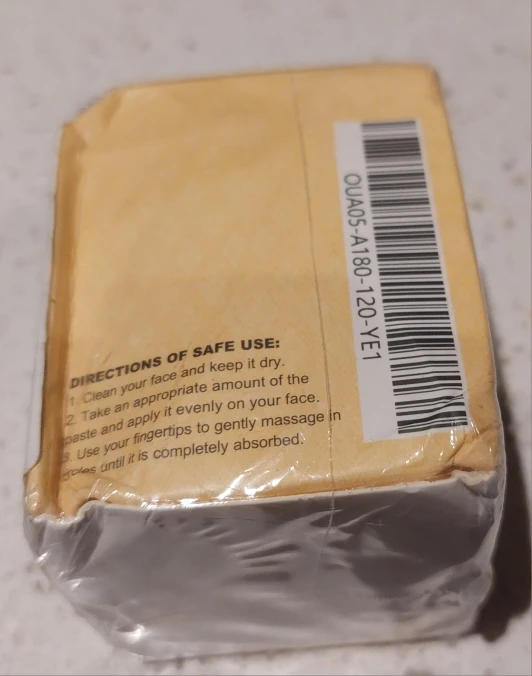 OUA05-A180-120-YE1
DIRECTIONS OF SAFE USE:
1. Clean your face and keep it dry.
2. Take an appropriate amount of the
paste and apply it evenly on your face.
3. Use your fingertips to gently massage in
until it is completely absorbed.